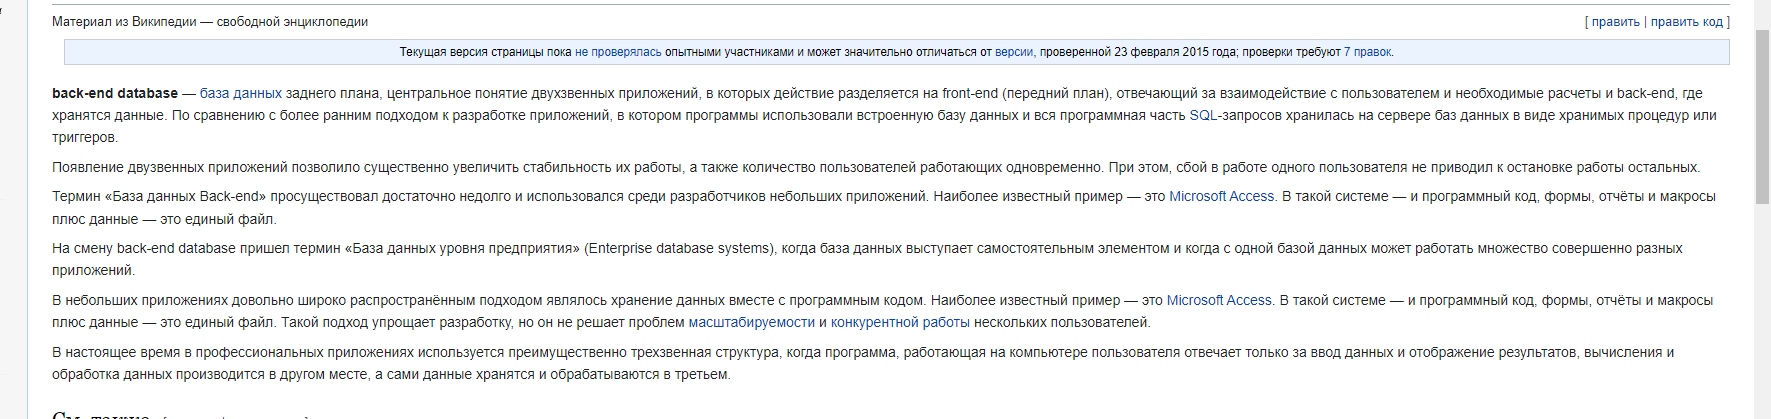 Материал из Википедии — свободной энциклопедии
[ править | править код ]
Текущая версия страницы пока не проверялась опытными участниками и может значительно отличаться от версии, проверенной 23 февраля 2015 года; проверки требуют 7 правок.
back-end database — база данных заднего плана, центральное понятие двухзвенных приложений, в которых действие разделяется на front-end (передний план), отвечающий за взаимодействие с пользователем и необходимые расчеты и back-end, где
хранятся данные. По сравнению с более ранним подходом к разработке приложений, в котором программы использовали встроенную базу данных и вся программная часть SQL-запросов хранилась на сервере баз данных в виде хранимых процедур или
триггеров.
Появление двузвенных приложений позволило существенно увеличить стабильность их работы, а также количество пользователей работающих одновременно. При этом, сбой в работе одного пользователя не приводил к остановке работы остальных.
Термин «База данных Back-end» просуществовал достаточно недолго и использовался среди разработчиков небольших приложений. Наиболее известный пример — это Microsoft Access. В такой системе — и программный код, формы, отчёты и макросы
плюс данные — это единый файл.
На смену back-end database пришел термин «База данных уровня предприятия» (Enterprise database systems), когда база данных выступает самостоятельным элементом и когда с одной базой данных может работать множество совершенно разных
приложений.
В небольших приложениях довольно широко распространённым подходом являлось хранение данных вместе с программным кодом. Наиболее известный пример — это Microsoft Access. В такой системе — и программный код, формы, отчёты и макросы
плюс данные — это единый файл. Такой подход упрощает разработку, но он не решает проблем масштабируемости и конкурентной работы нескольких пользователей.
В настоящее время в профессиональных приложениях используется преимущественно трехзвенная структура, когда программа, работающая на компьютере пользователя отвечает только за ввод данных и отображение результатов, вычисления и
обработка данных производится в другом месте, а сами данные хранятся и обрабатываются в третьем.
См. также